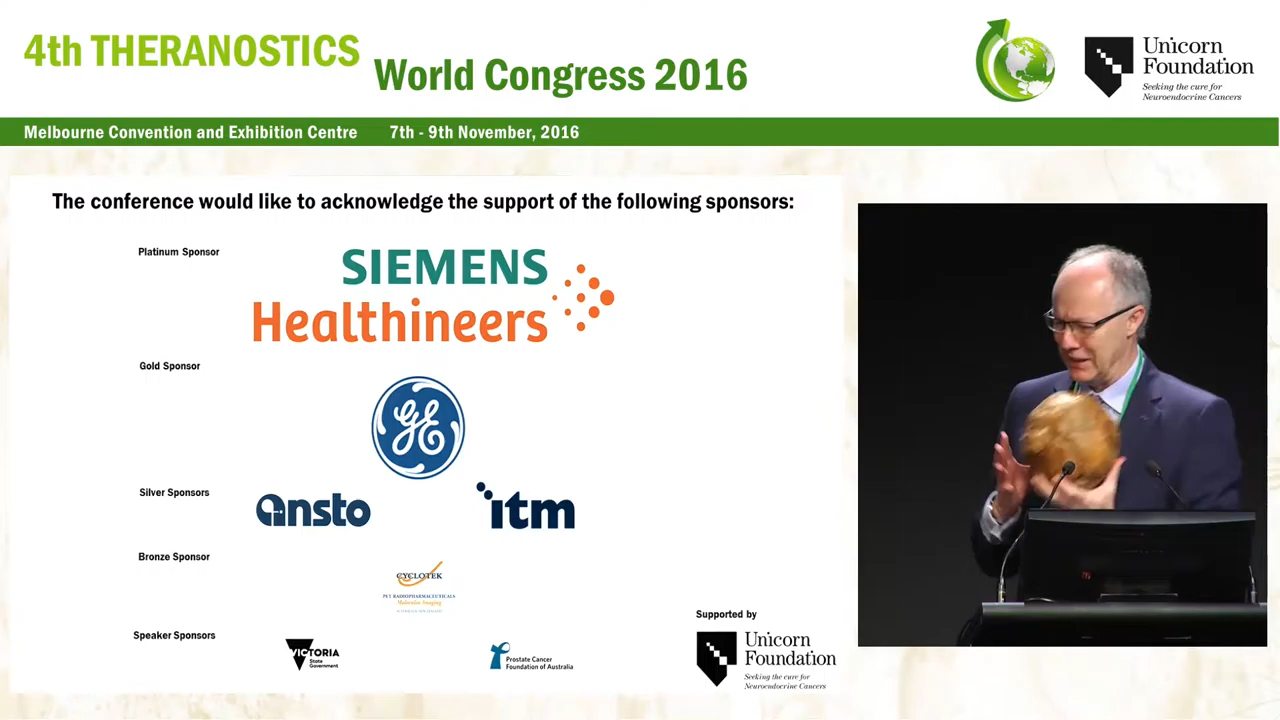 4th THERANOSTICS
World Congress 2016
Unicorn
Foundation
Seeking the cure for
Neuroendocrine Cancers
Melbourne Convention and Exhibition Centre 7th - 9th November, 2016
The conference would like to acknowledge the support of the following sponsors:
Platinum Sponsor
SIEMENS
Healthineers
Gold Sponsor
GE
Silver Sponsors
ansto
itm
Bronze Sponsor
CYCLOTEK
PET RADIOPHARMACEUTICALS
Molecular Imaging
Speaker Sponsors
VICTORIA
State
Government
Prostate Cancer
Foundation of Australia
Supported by
Unicorn
Foundation
Seeking the cure for
Neuroendocrine Cancers